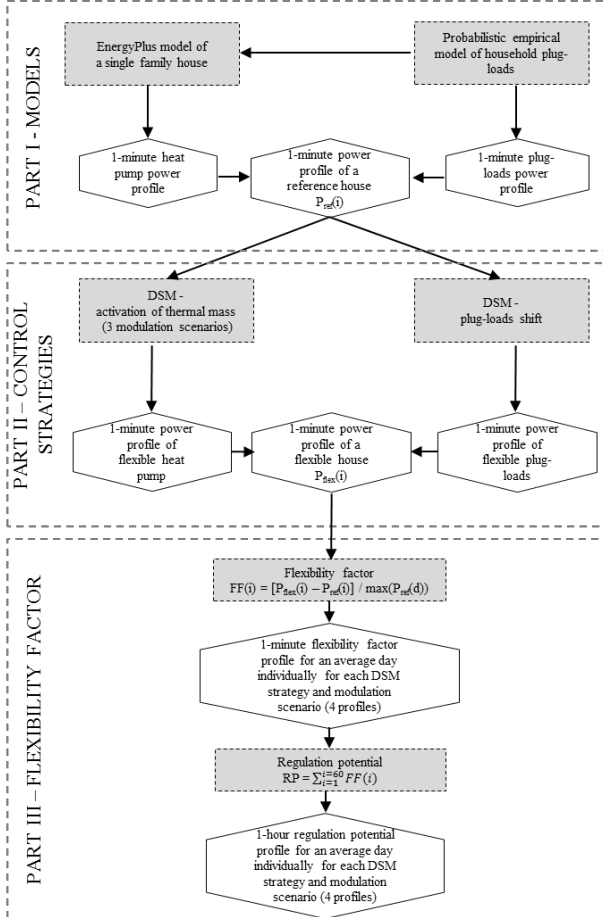 PART I - MODELS
EnergyPlus model of
a single family house
Probabilistic empirical
model of household plug-
loads
1-minute heat
pump power
profile
1-minute power
profile of a
reference house
P_ref(i)
1-minute plug-
loads power
profile
PART II – CONTROL
STRATEGIES
DSM -
activation of thermal mass
(3 modulation scenarios)
DSM -
plug-loads shift
1-minute power
profile of
flexible heat
pump
1-minute power
profile of a
flexible house
P_flex(i)
1-minute power
profile of
flexible plug-
loads
PART III – FLEXIBILITY
FACTOR
Flexibility factor
FF(i) = [P_flex(i) – P_ref(i)] / max(P_ref(d))
1-minute flexibility factor
profile for an average day
individually for each DSM
strategy and modulation
scenario (4 profiles)
Regulation potential
RP = ∑_{i=1}^{i=60} FF(i)
1-hour regulation potential
profile for an average day
individually for each DSM
strategy and modulation
scenario (4 profiles)